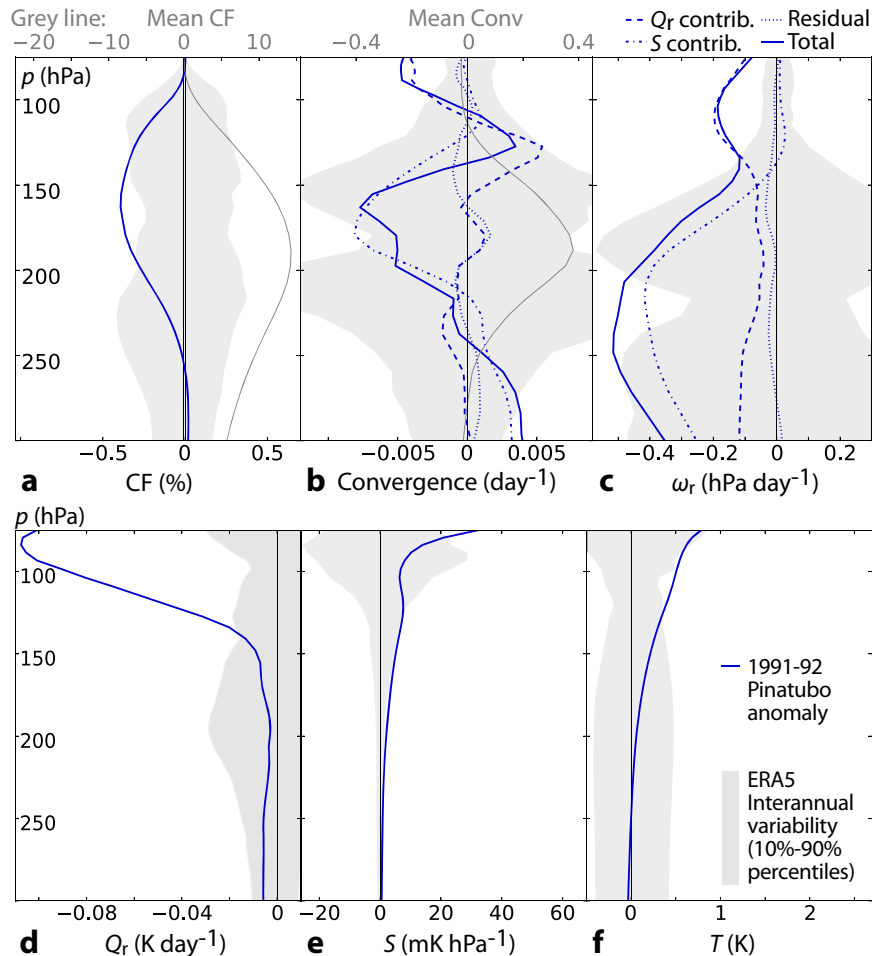 Grey line: Mean CF
Mean Conv
Qr contrib.
Residual
S contrib.
Total
−20 −10 0 10
−0.4 0 0.4
p (hPa)
100
150
200
250
−0.5 0 0.5
−0.005 0 0.005
−0.4 −0.2 0 0.2
a CF (%)
b Convergence (day-1)
c ωr (hPa day-1)
p (hPa)
100
150
200
250
1991-92
Pinatubo
anomaly
ERA5
Interannual
variability
(10%-90%
percentiles)
−0.08 −0.04 0
−20 0 20 40 60
0 1 2
d Qr (K day-1)
e S (mK hPa-1)
f T (K)